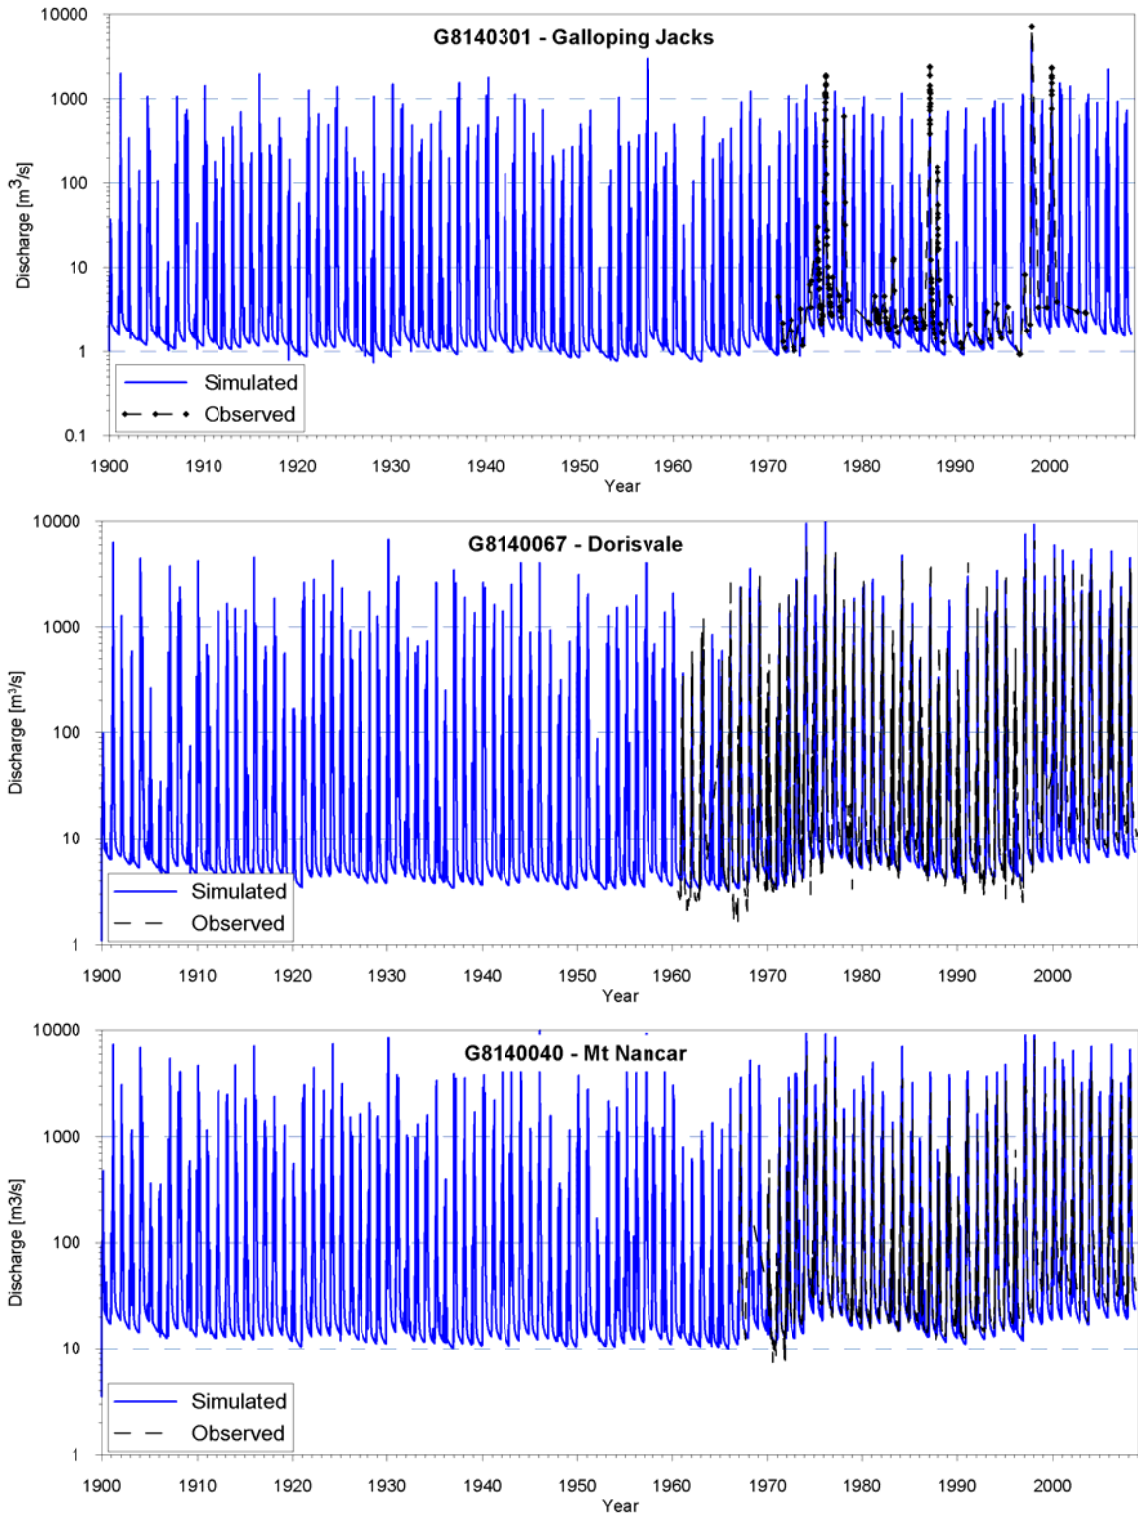 G8140301 - Galloping Jacks
10000
1000
100
10
1
0.1
Discharge [m³/s]
Simulated
Observed
1900 1910 1920 1930 1940 1950 1960 1970 1980 1990 2000
Year
G8140067 - Dorisvale
10000
1000
100
10
1
Discharge [m³/s]
Simulated
Observed
1900 1910 1920 1930 1940 1950 1960 1970 1980 1990 2000
Year
G8140040 - Mt Nancar
10000
1000
100
10
1
Discharge [m3/s]
Simulated
Observed
1900 1910 1920 1930 1940 1950 1960 1970 1980 1990 2000
Year